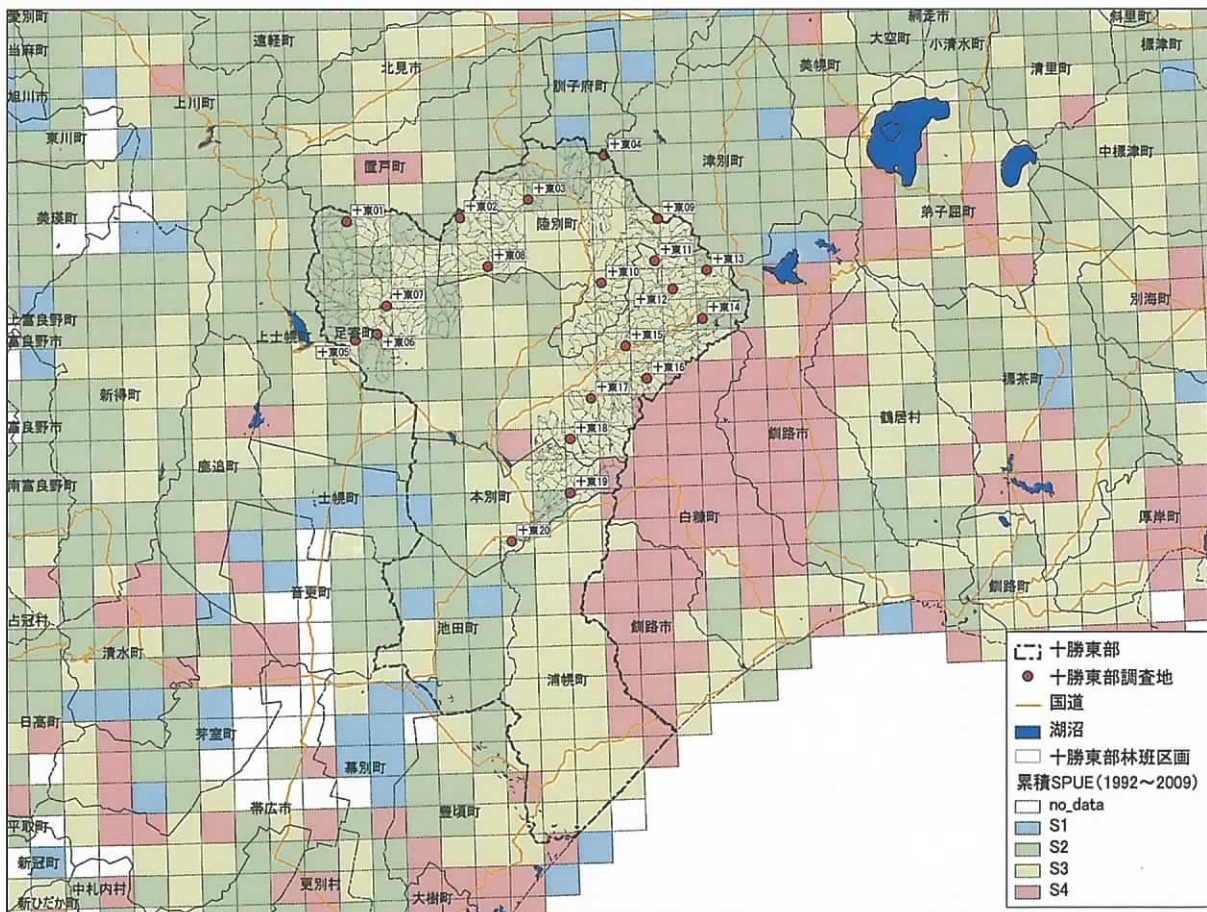 愛別町
遠軽町
網走市
斜里町
当麻町
北見市
訓子府町
美幌町
大空町
小清水町
清里町
標津町
旭川市
上川町
東川町
置戸町
津別町
中標津町
美瑛町
弟子屈町
陸別町
十東01
十東02
十東03
十東04
十東09
十東08
十東10
十東11
十東12
十東13
十東14
十東07
十東05
十東06
十東15
十東16
十東17
十東18
十東19
十東20
上富良野町
富良野市
上士幌町
足寄町
別海町
新得町
標茶町
鶴居村
釧路市
富良野市
鹿追町
南富良野町
士幌町
本別町
白糠町
厚岸町
音更町
釧路町
占冠村
清水町
池田町
釧路市
浦幌町
日高町
芽室町
幕別町
帯広市
豊頃町
平取町
新冠町
中札内村
更別村
大樹町
新ひだか町
十勝東部
十勝東部調査地
国道
湖沼
十勝東部林班区画
累積SPUE(1992～2009)
no_data
S1
S2
S3
S4